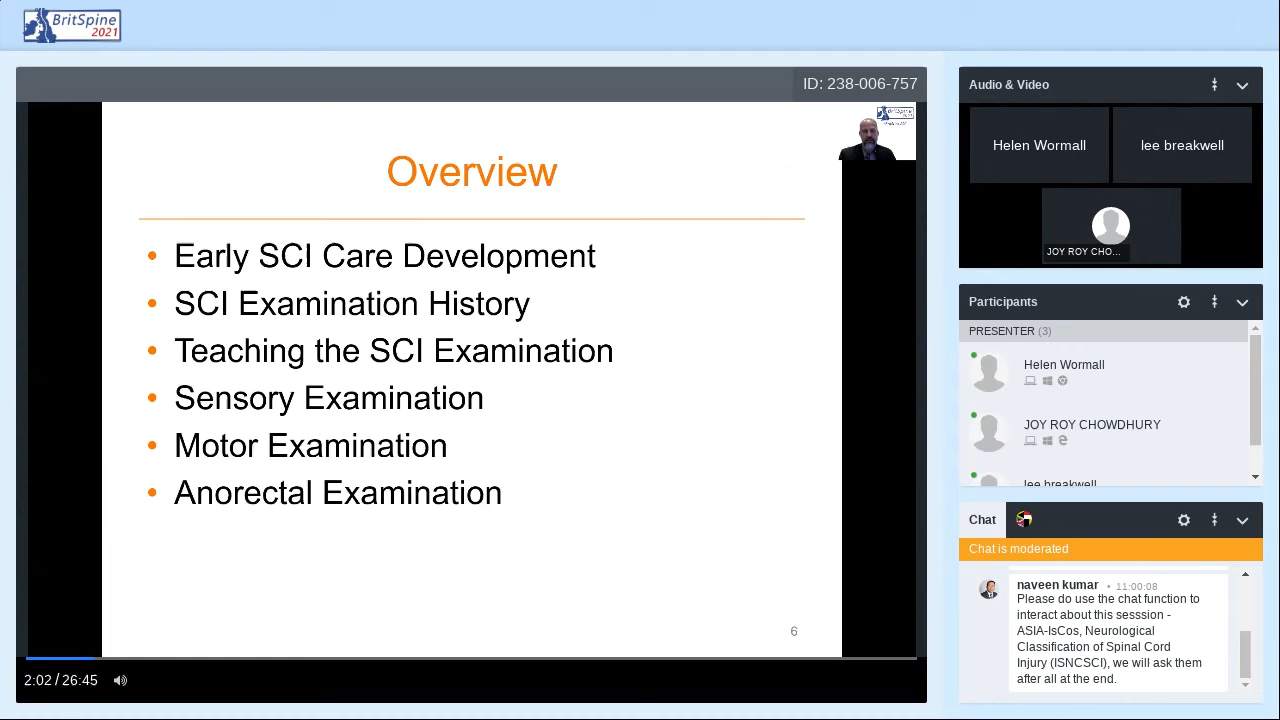 BritSpine
2021
ID: 238-006-757
Overview
Early SCI Care Development
SCI Examination History
Teaching the SCI Examination
Sensory Examination
Motor Examination
Anorectal Examination
6
2:02 / 26:45
Audio & Video
Helen Wormall
lee breakwell
JOY ROY CHO...
Participants
PRESENTER (3)
Helen Wormall
JOY ROY CHOWDHURY
lee breakwell
Chat
Chat is moderated
naveen kumar • 11:00:08
Please do use the chat function to
interact about this sesssion -
ASIA-IsCos, Neurological
Classification of Spinal Cord
Injury (ISNCSCI), we will ask them
after all at the end.